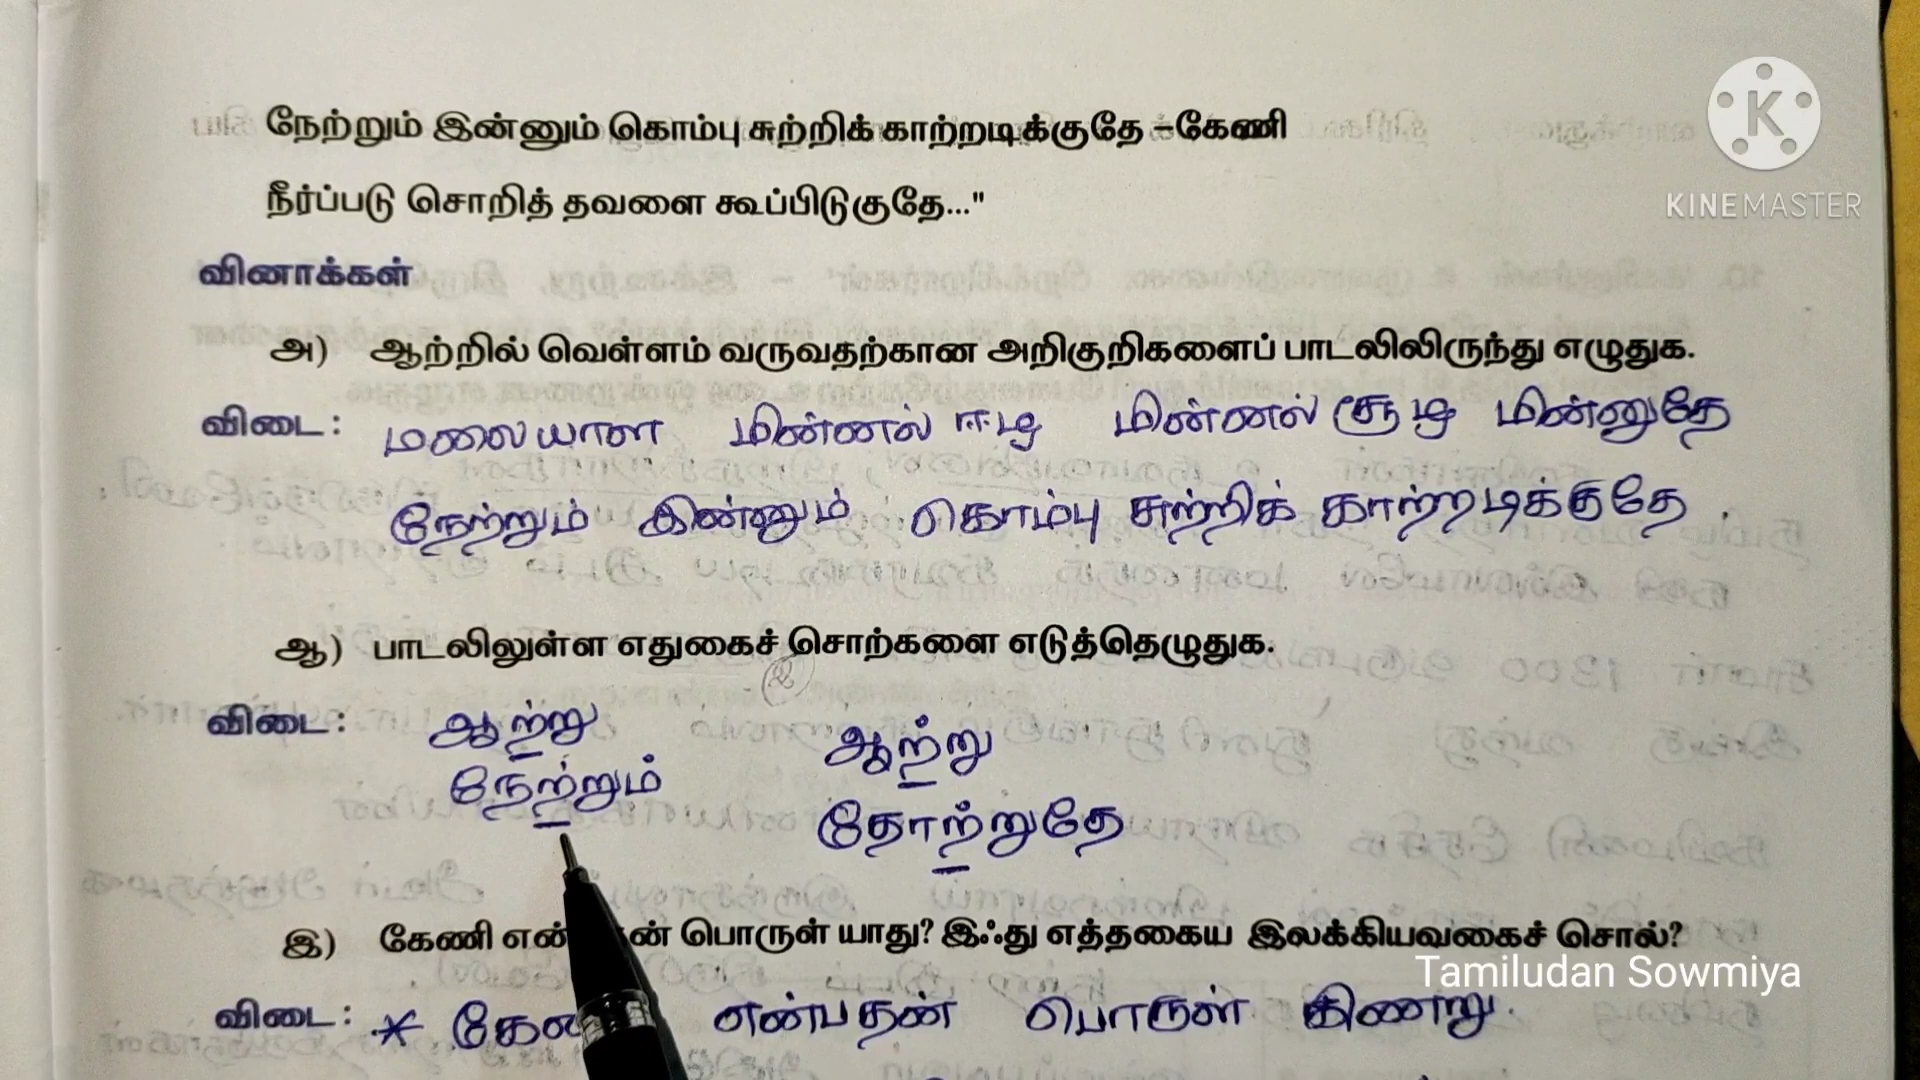 நேற்றும் இன்னும் கொம்பு சுற்றிக் காற்றடிக்குதே -கேணி
நீர்ப்படு சொறித் தவளை கூப்பிடுகுதே..."
K
KINEMASTER
வினாக்கள்
அ) ஆற்றில் வெள்ளம் வருவதற்கான அறிகுறிகளைப் பாடலிலிருந்து எழுதுக.
விடை: மலையாள மின்னல் ஈழ மின்னல் சூழ மின்னுதே
நேற்றும் இன்னும் கொம்பு சுற்றிக் காற்றடிக்குதே.
ஆ) பாடலிலுள்ள எதுகைச் சொற்களை எடுத்தெழுதுக.
விடை: ஆற்று ஆற்று
நேற்றும் தோற்றுதே
இ) கேணி பொருள் யாது? இஃது எத்தகைய இலக்கியவகைச் சொல்?
Tamiludan Sowmiya
விடை: * என்பதன் பொருள் கிணறு.